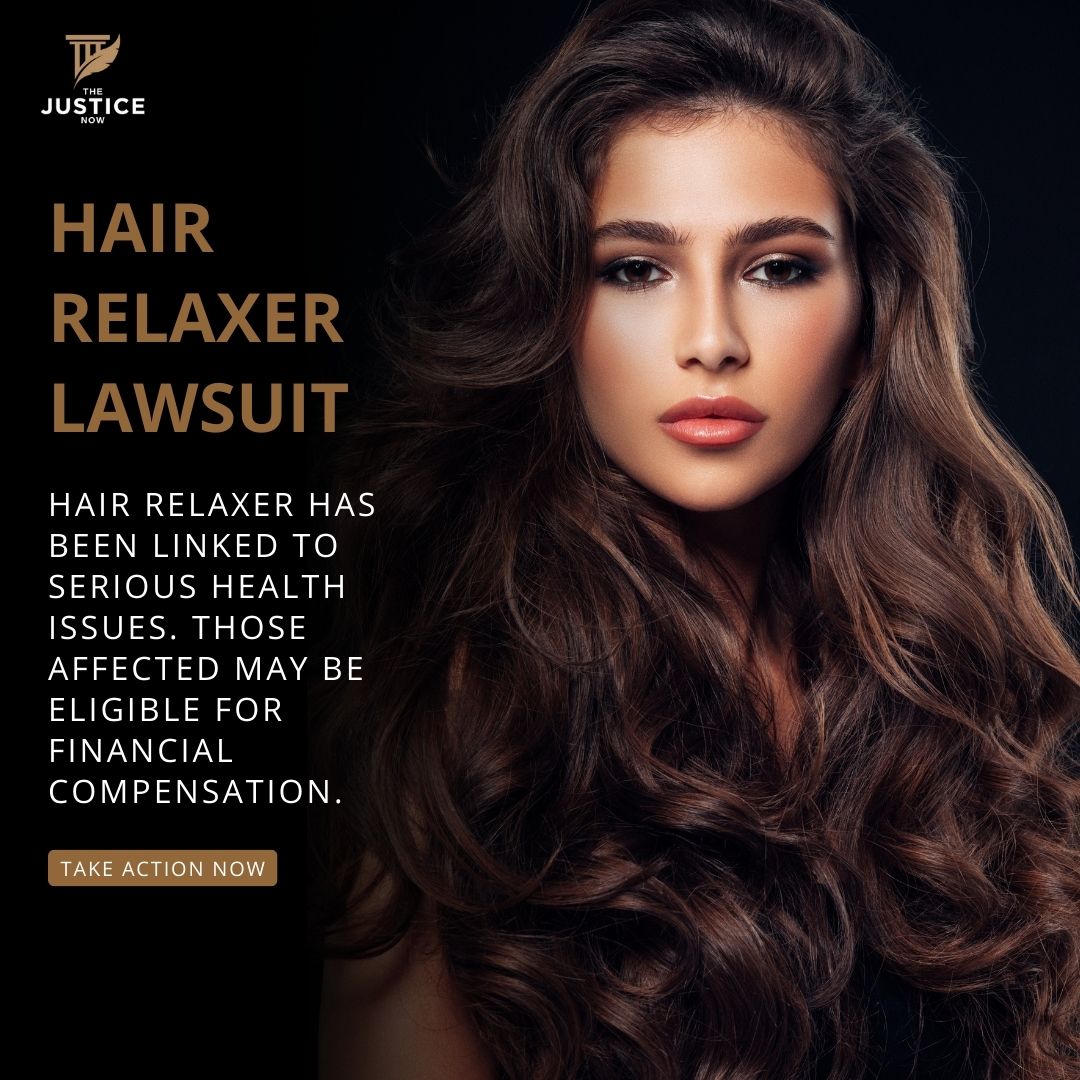 THE
JUSTICE
NOW
HAIR
RELAXER
LAWSUIT
HAIR RELAXER HAS
BEEN LINKED TO
SERIOUS HEALTH
ISSUES. THOSE
AFFECTED MAY BE
ELIGIBLE FOR
FINANCIAL
COMPENSATION.
TAKE ACTION NOW